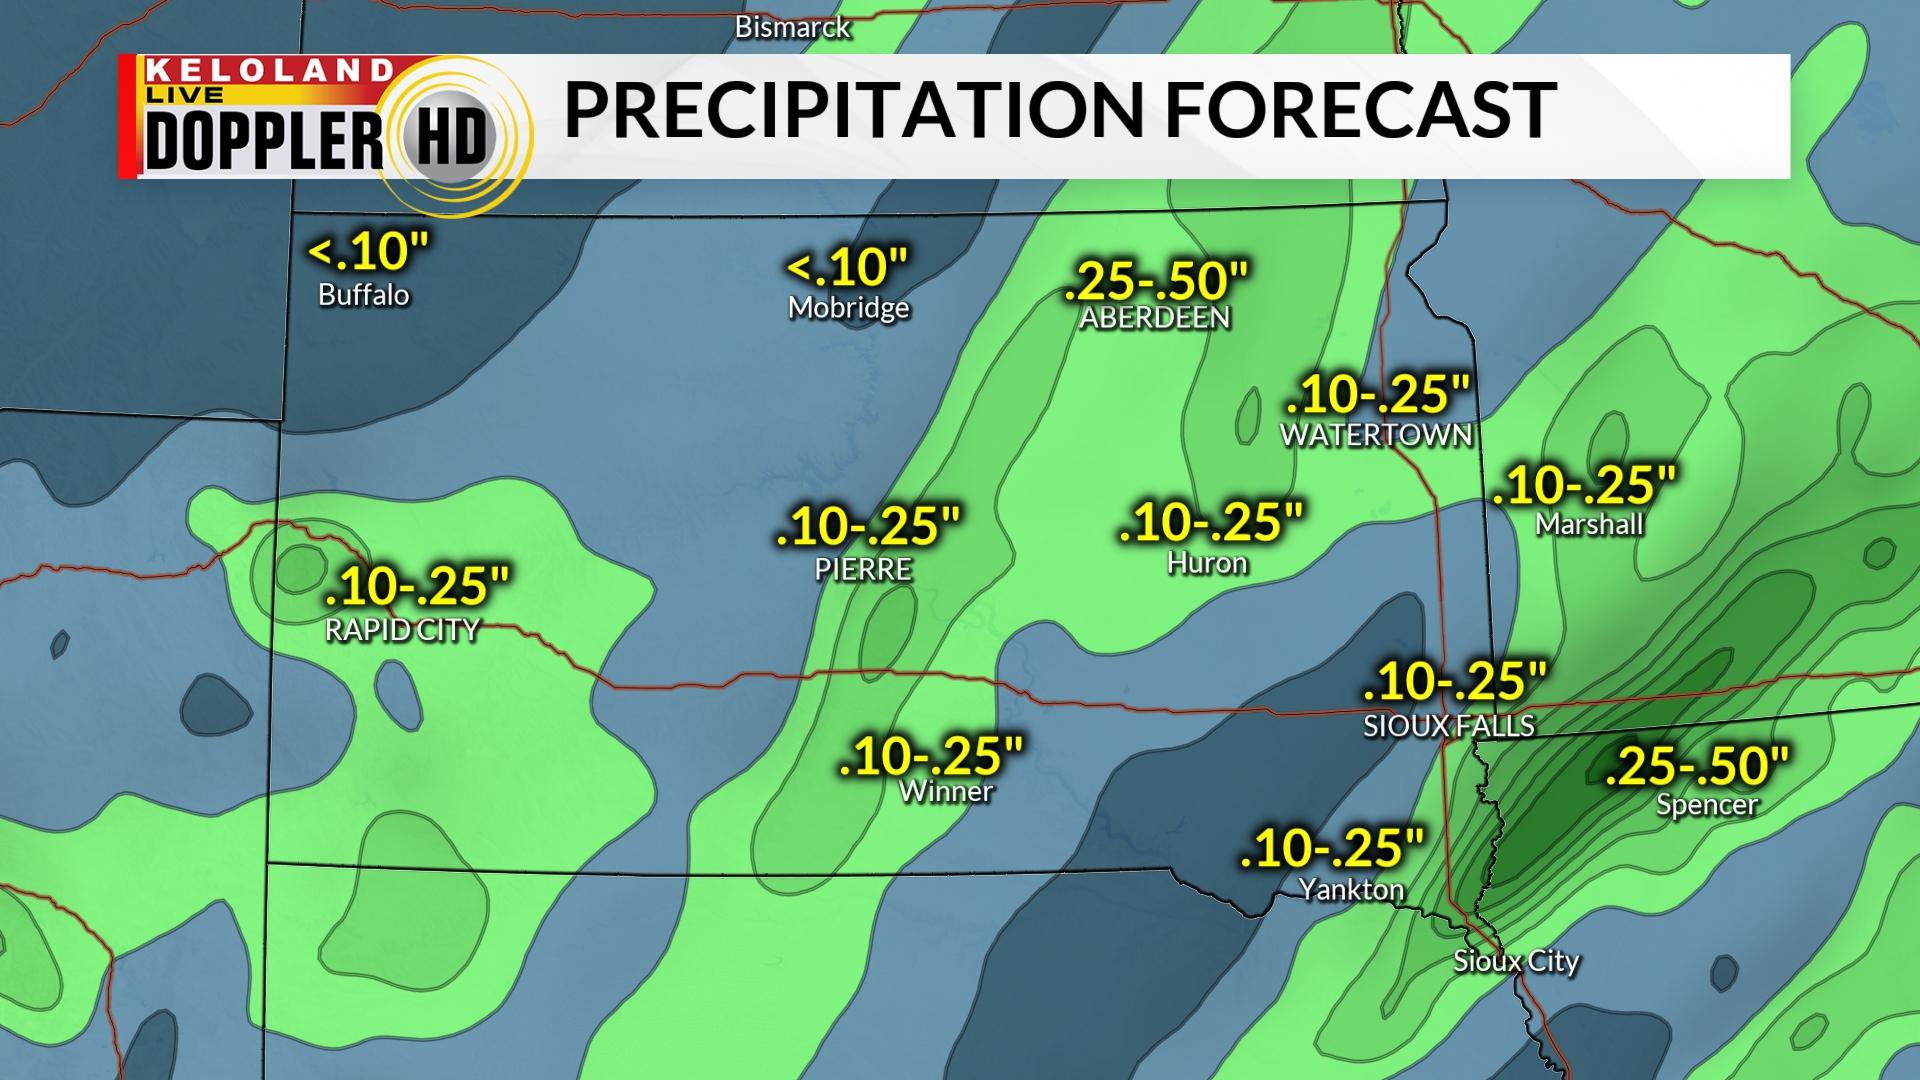 Bismarck
KELOLAND
LIVE
DOPPLER HD
PRECIPITATION FORECAST
<.10"
Buffalo
<.10"
Mobridge
.25-.50"
ABERDEEN
.10-.25"
WATERTOWN
.10-.25"
Marshall
.10-.25"
PIERRE
.10-.25"
Huron
.10-.25"
RAPID CITY
.10-.25"
SIOUX FALLS
.10-.25"
Winner
.25-.50"
Spencer
.10-.25"
Yankton
Sioux City